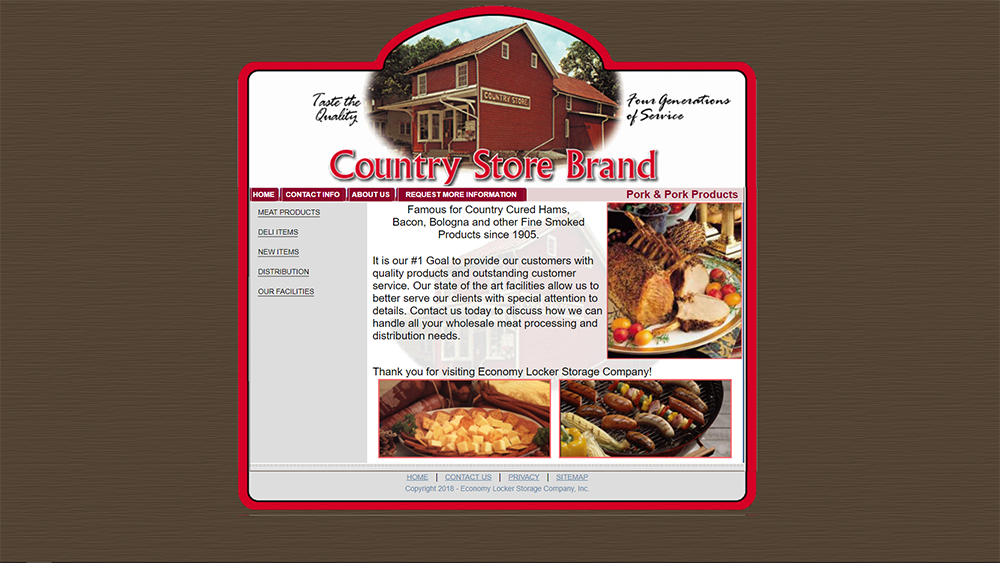 Taste the
Quality
COUNTRY STORE
Four Generations
of Service
Country Store Brand
HOME
CONTACT INFO
ABOUT US
REQUEST MORE INFORMATION
Pork & Pork Products
MEAT PRODUCTS
DELI ITEMS
NEW ITEMS
DISTRIBUTION
OUR FACILITIES
Famous for Country Cured Hams,
Bacon, Bologna and other Fine Smoked
Products since 1905.
It is our #1 Goal to provide our customers with
quality products and outstanding customer
service. Our state of the art facilities allow us to
better serve our clients with special attention to
details. Contact us today to discuss how we can
handle all your wholesale meat processing and
distribution needs.
Thank you for visiting Economy Locker Storage Company!
HOME | CONTACT US | PRIVACY | SITEMAP
Copyright 2018 - Economy Locker Storage Company, Inc.